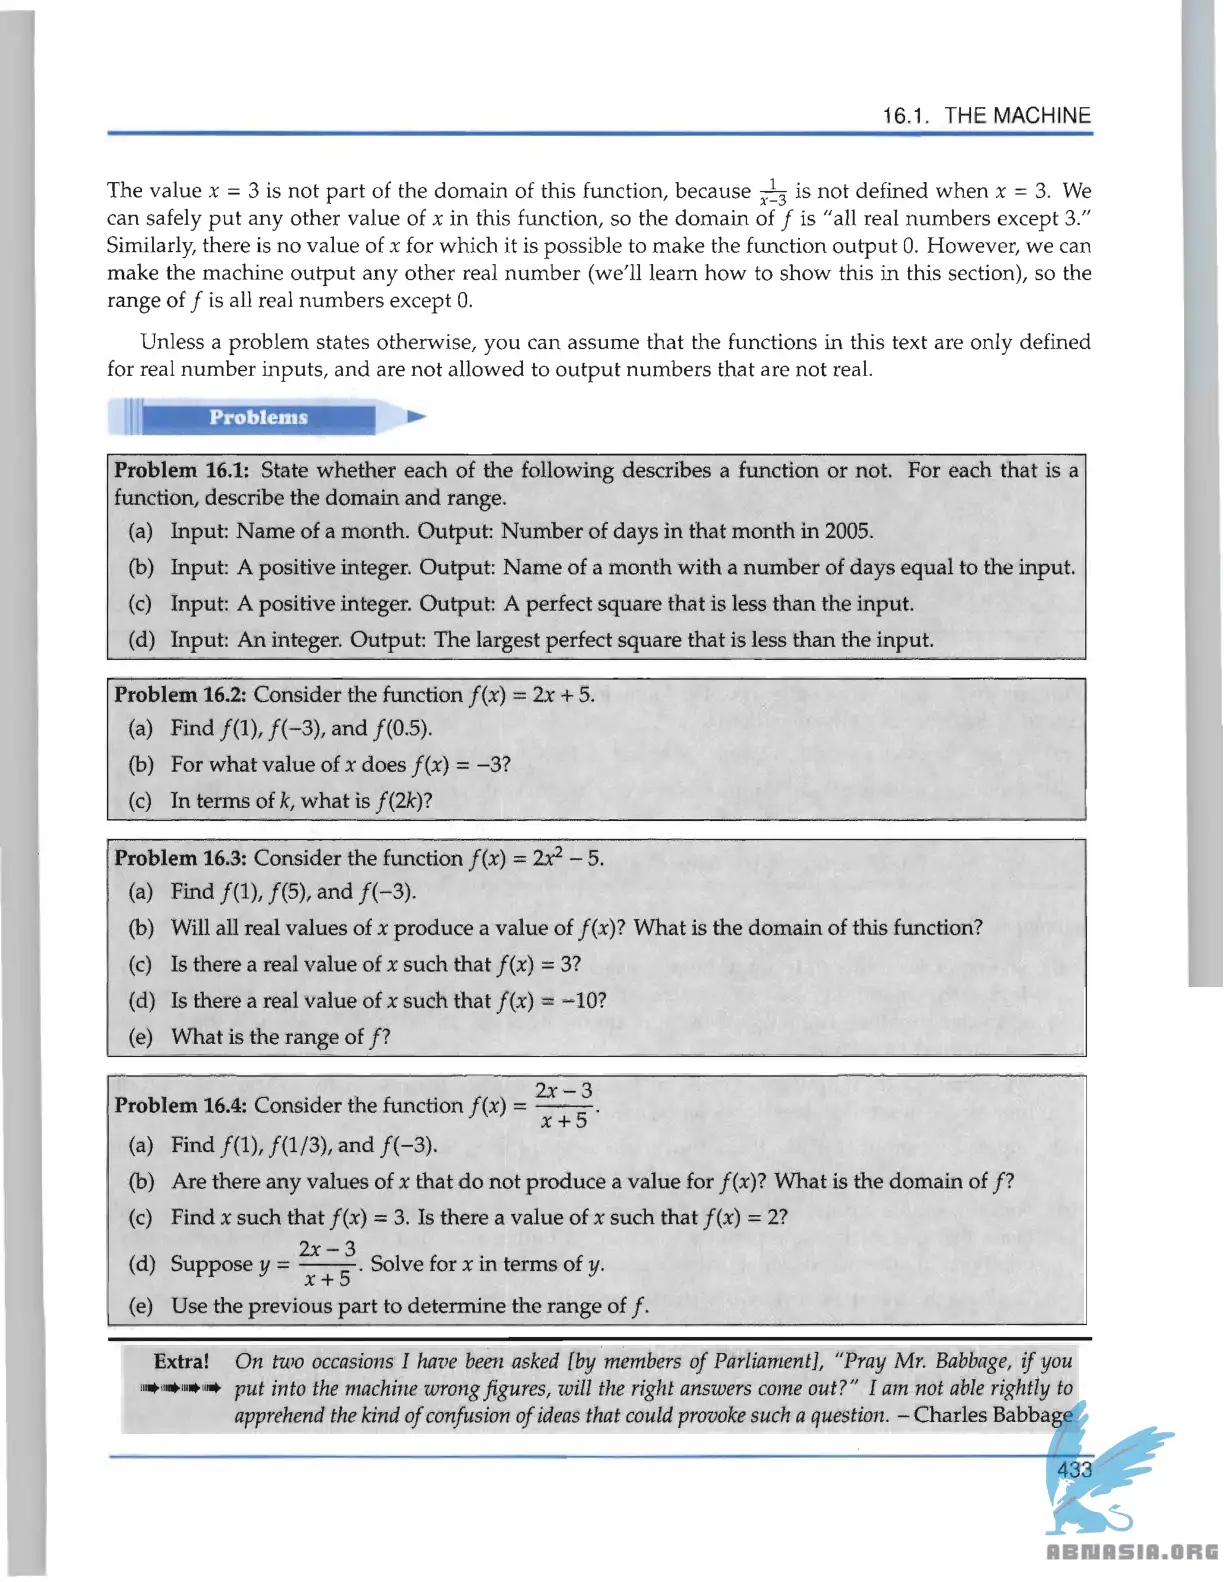 16.1. THE MACHINE
The value x = 3 is not part of the domain of this function, because 1/(x−3) is not defined when x = 3. We
can safely put any other value of x in this function, so the domain of f is "all real numbers except 3."
Similarly, there is no value of x for which it is possible to make the function output 0. However, we can
make the machine output any other real number (we'll learn how to show this in this section), so the
range of f is all real numbers except 0.
Unless a problem states otherwise, you can assume that the functions in this text are only defined
for real number inputs, and are not allowed to output numbers that are not real.
Problems
Problem 16.1: State whether each of the following describes a function or not. For each that is a
function, describe the domain and range.
(a) Input: Name of a month. Output: Number of days in that month in 2005.
(b) Input: A positive integer. Output: Name of a month with a number of days equal to the input.
(c) Input: A positive integer. Output: A perfect square that is less than the input.
(d) Input: An integer. Output: The largest perfect square that is less than the input.
Problem 16.2: Consider the function f(x) = 2x + 5.
(a) Find f(1), f(−3), and f(0.5).
(b) For what value of x does f(x) = −3?
(c) In terms of k, what is f(2k)?
Problem 16.3: Consider the function f(x) = 2x² − 5.
(a) Find f(1), f(5), and f(−3).
(b) Will all real values of x produce a value of f(x)? What is the domain of this function?
(c) Is there a real value of x such that f(x) = 3?
(d) Is there a real value of x such that f(x) = −10?
(e) What is the range of f?
Problem 16.4: Consider the function f(x) = (2x − 3)/(x + 5).
(a) Find f(1), f(1/3), and f(−3).
(b) Are there any values of x that do not produce a value for f(x)? What is the domain of f?
(c) Find x such that f(x) = 3. Is there a value of x such that f(x) = 2?
(d) Suppose y = (2x − 3)/(x + 5). Solve for x in terms of y.
(e) Use the previous part to determine the range of f.
Extra! On two occasions I have been asked [by members of Parliament], "Pray Mr. Babbage, if you
put into the machine wrong figures, will the right answers come out?" I am not able rightly to
apprehend the kind of confusion of ideas that could provoke such a question. – Charles Babbage
433
ABMASIA.ORG